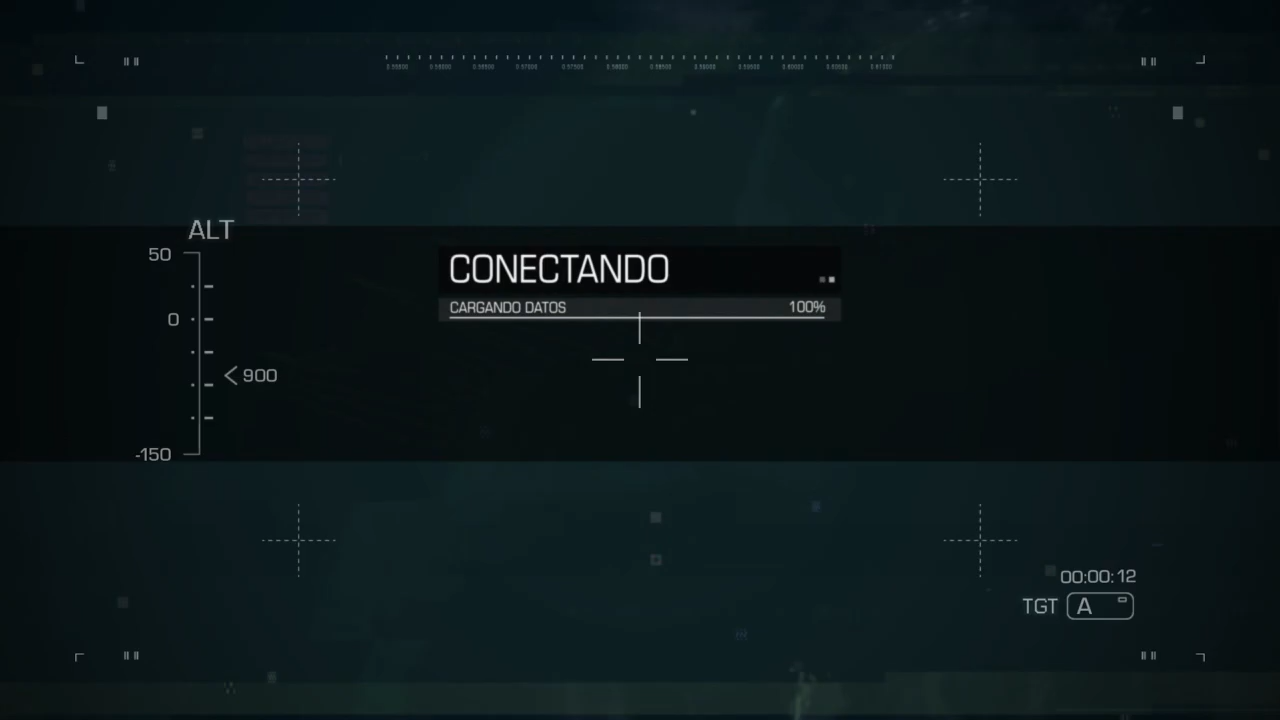 ALT
50
0
< 900
-150
CONECTANDO
CARGANDO DATOS 100%
00:00:12
TGT A